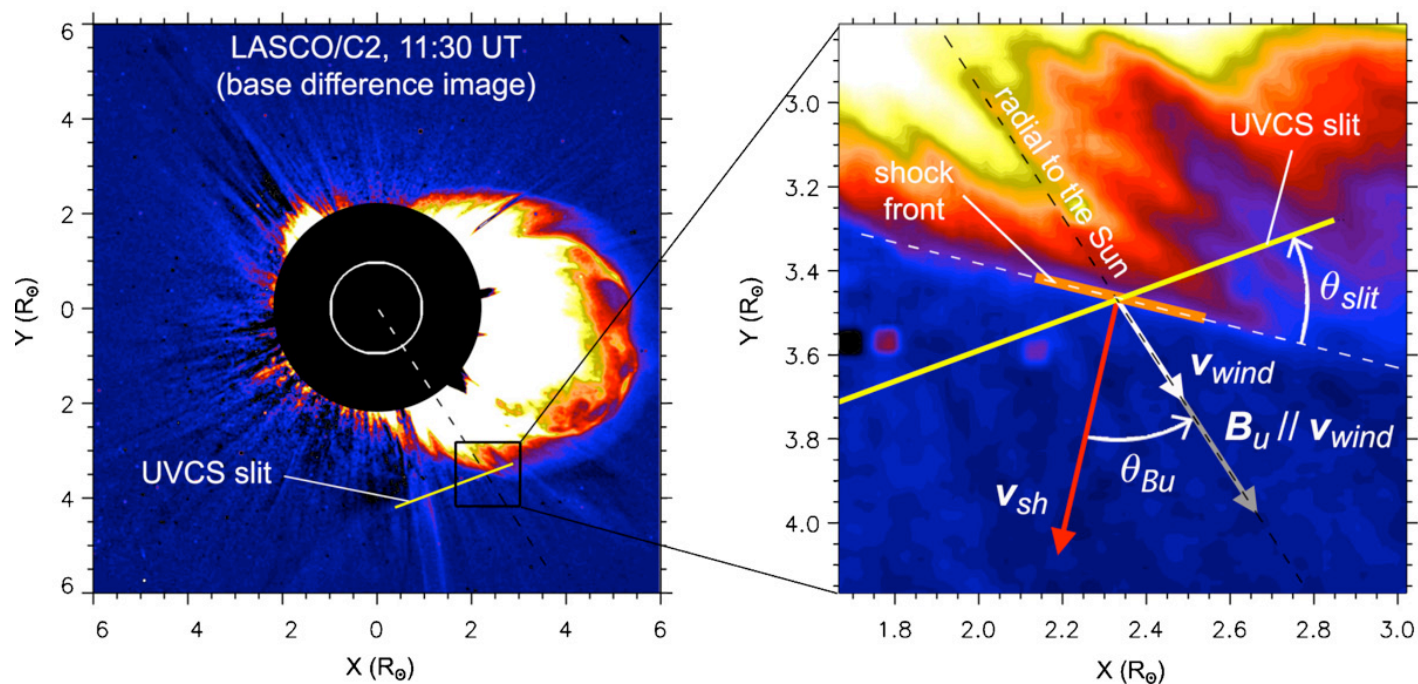 LASCO/C2, 11:30 UT
(base difference image)
UVCS slit
6
4
2
0
2
4
6
Y (R⊙)
6 4 2 0 2 4 6
X (R⊙)
radial to the Sun
UVCS slit
shock
front
θslit
vwind
Bu // vwind
θBu
vsh
3.0
3.2
3.4
3.6
3.8
4.0
Y (R⊙)
1.8 2.0 2.2 2.4 2.6 2.8 3.0
X (R⊙)